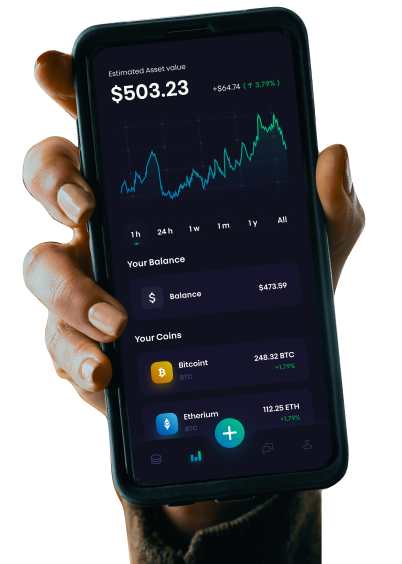 Estimated Asset value
$503.23 +$64.74 ( ↑ 3.79% )
1 h 24 h 1 w 1 m 1 y All
Your Balance
$ Balance $473.59
Your Coins
Bitcoint 248.32 BTC
BTC +1.79%
Etherium 112.25 ETH
BTC +1.79%